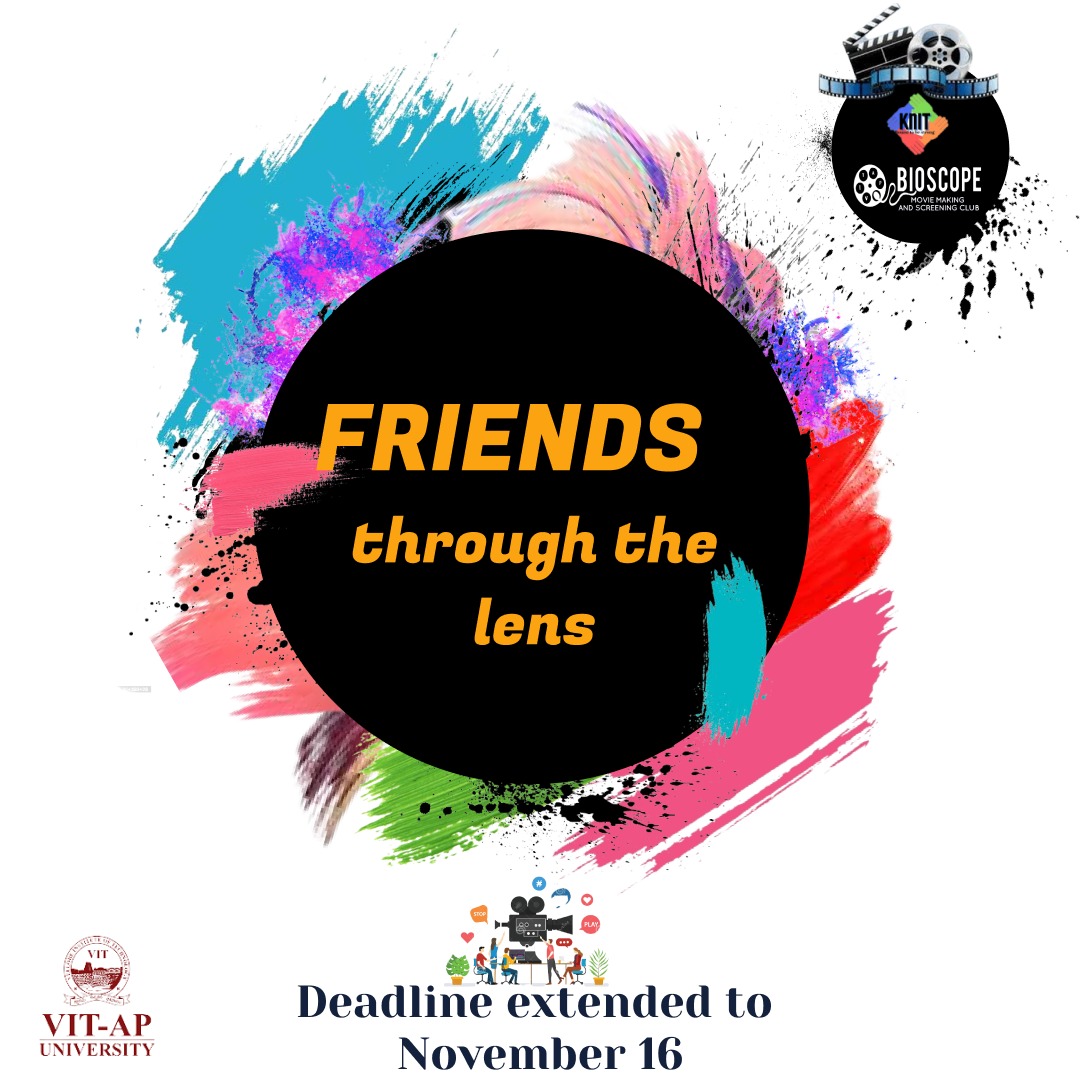 KNIT
BIOSCOPE
MOVIE MAKING
AND SCREENING CLUB
FRIENDS
through the
lens
#
STOP
PLAY
VIT
VIT-AP
UNIVERSITY
Deadline extended to
November 16